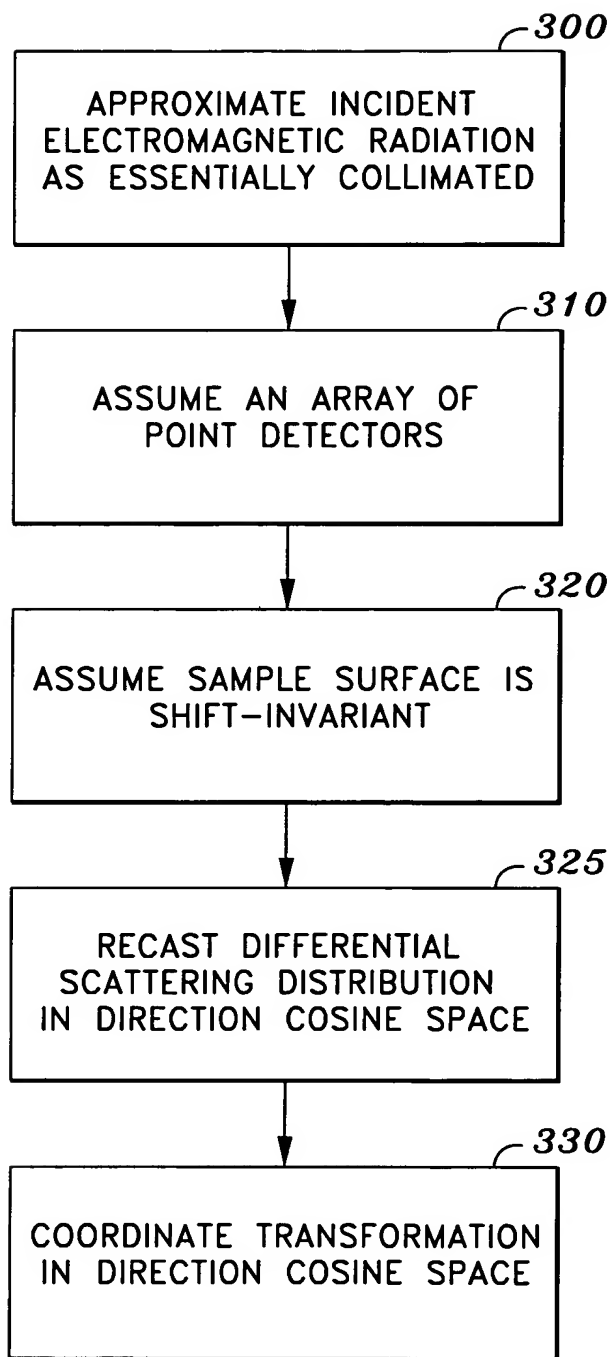 300
APPROXIMATE INCIDENT
ELECTROMAGNETIC RADIATION
AS ESSENTIALLY COLLIMATED
310
ASSUME AN ARRAY OF
POINT DETECTORS
320
ASSUME SAMPLE SURFACE IS
SHIFT-INVARIANT
325
RECAST DIFFERENTIAL
SCATTERING DISTRIBUTION
IN DIRECTION COSINE SPACE
330
COORDINATE TRANSFORMATION
IN DIRECTION COSINE SPACE